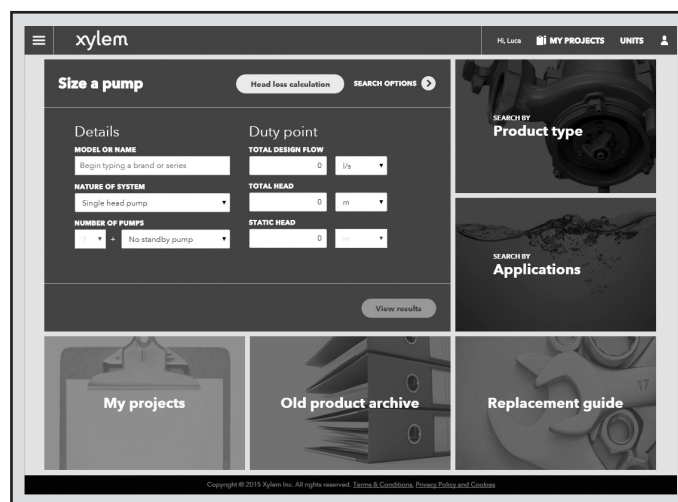 xylem
Hi, Luca
MY PROJECTS
UNITS
Size a pump
Head loss calculation
SEARCH OPTIONS
Details
MODEL OR NAME
Begin typing a brand or series
NATURE OF SYSTEM
Single head pump
NUMBER OF PUMPS
1 + No standby pump
Duty point
TOTAL DESIGN FLOW
0 l/s
TOTAL HEAD
0 m
STATIC HEAD
0 m
View results
SEARCH BY
Product type
SEARCH BY
Applications
My projects
Old product archive
Replacement guide
17
Copyright © 2015 Xylem Inc. All rights reserved. Terms & Conditions, Privacy Policy and Cookies